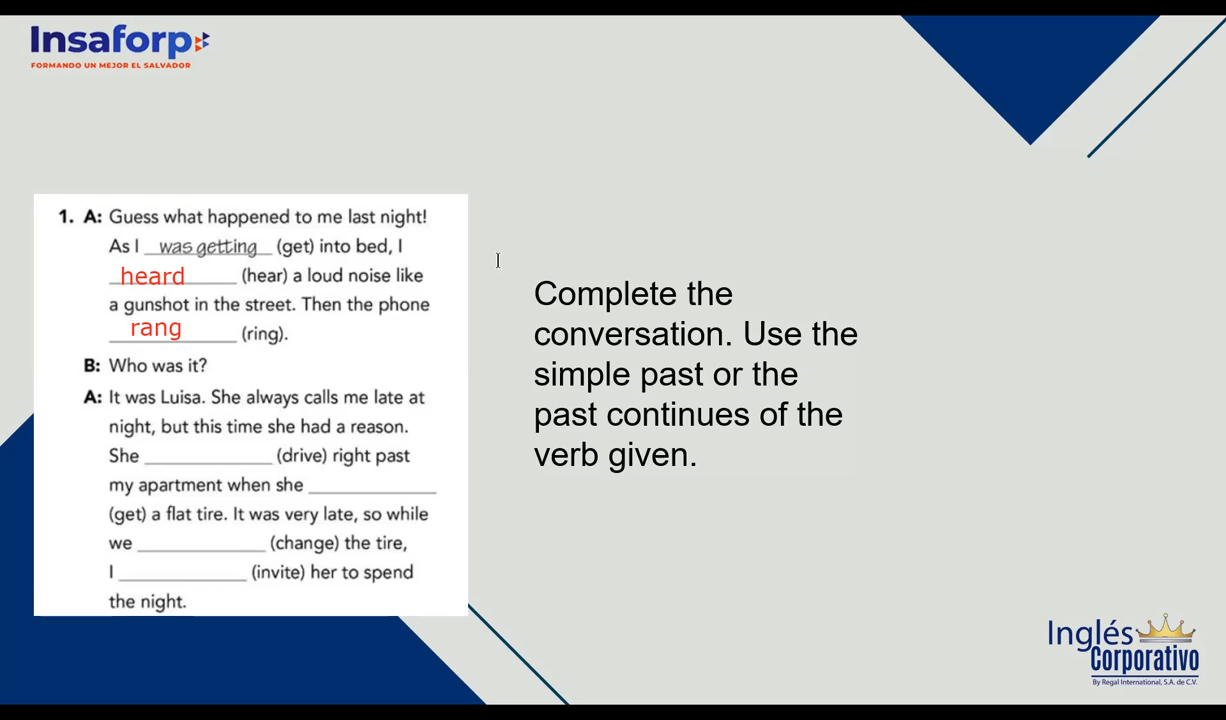 Insaforp
FORMANDO UN MEJOR EL SALVADOR
1. A: Guess what happened to me last night!
As I was getting (get) into bed, I
heard (hear) a loud noise like
a gunshot in the street. Then the phone
rang (ring).
B: Who was it?
A: It was Luisa. She always calls me late at
night, but this time she had a reason.
She ____________ (drive) right past
my apartment when she ____________
(get) a flat tire. It was very late, so while
we ____________ (change) the tire,
I ____________ (invite) her to spend
the night.
Complete the
conversation. Use the
simple past or the
past continues of the
verb given.
Inglés
Corporativo
By Regal International, S.A. de C.V.